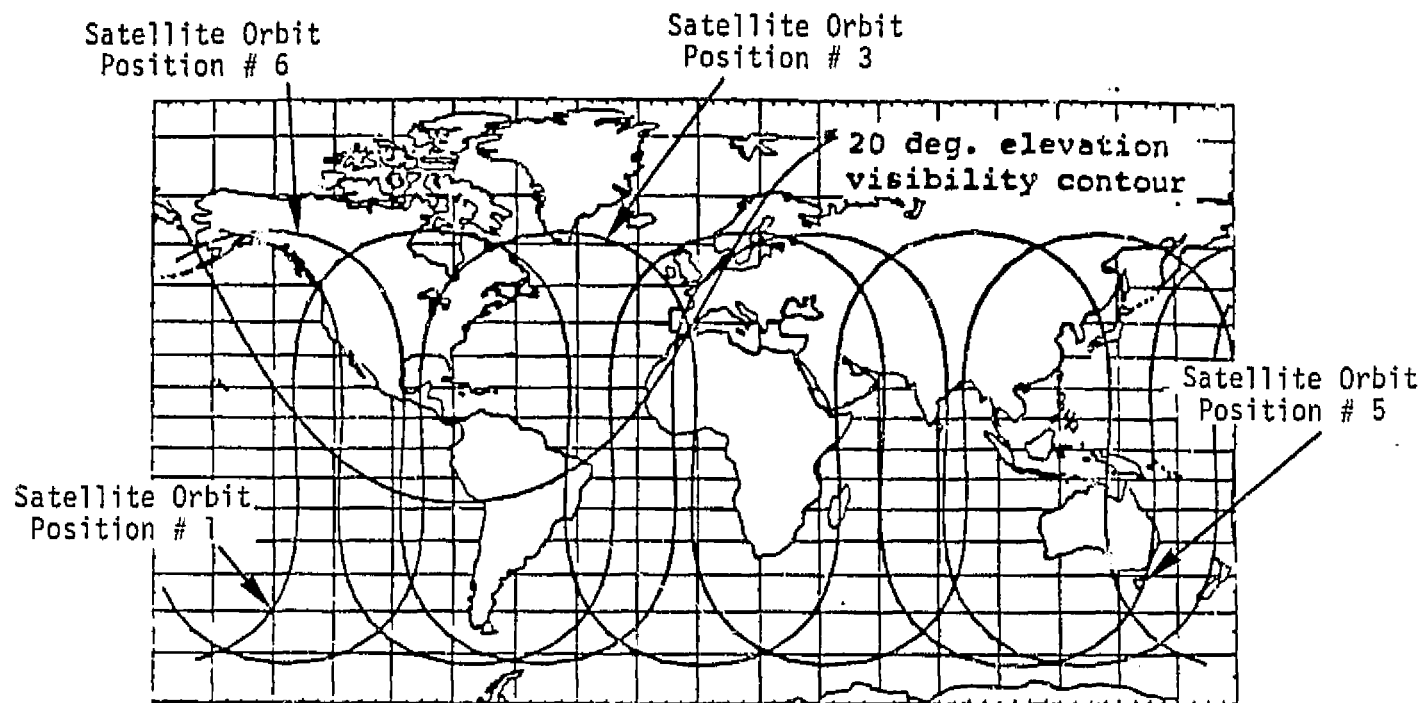 Satellite Orbit
Position # 6
Satellite Orbit
Position # 3
20 deg. elevation
visibility contour
Satellite Orbit
Position # 5
Satellite Orbit
Position # 1